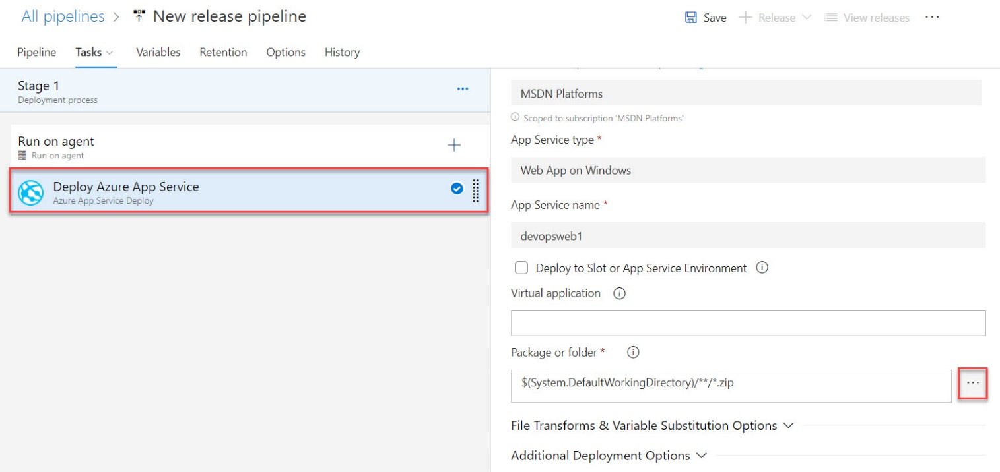 All pipelines > New release pipeline
Save Release View releases ...
Pipeline Tasks Variables Retention Options History
Stage 1
Deployment process
...
Run on agent
Run on agent
Deploy Azure App Service
Azure App Service Deploy
MSDN Platforms
Scoped to subscription 'MSDN Platforms'
App Service type *
Web App on Windows
App Service name *
devopsweb1
Deploy to Slot or App Service Environment
Virtual application
Package or folder *
$(System.DefaultWorkingDirectory)/**/*.zip
...
File Transforms & Variable Substitution Options
Additional Deployment Options